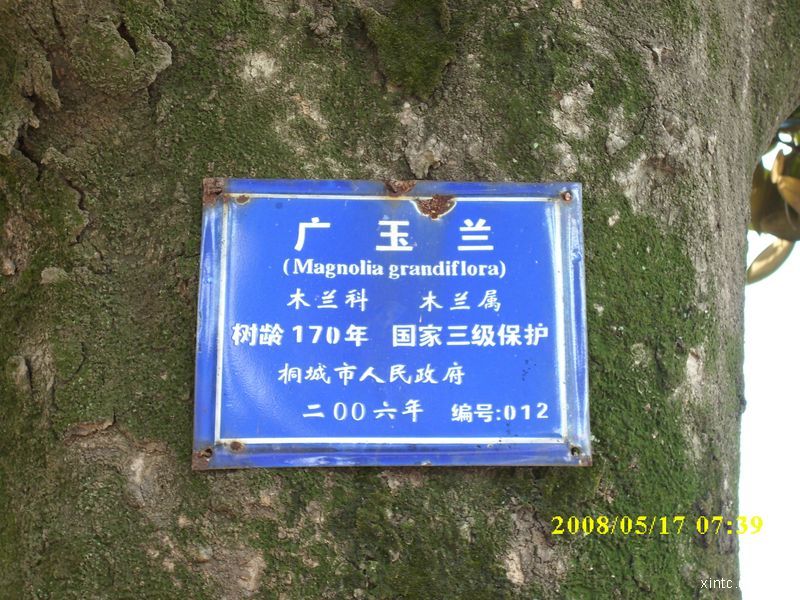 广玉兰
(Magnolia grandiflora)
木兰科 木兰属
树龄170年 国家三级保护
桐城市人民政府
二00六年 编号:012
2008/05/17 07:39